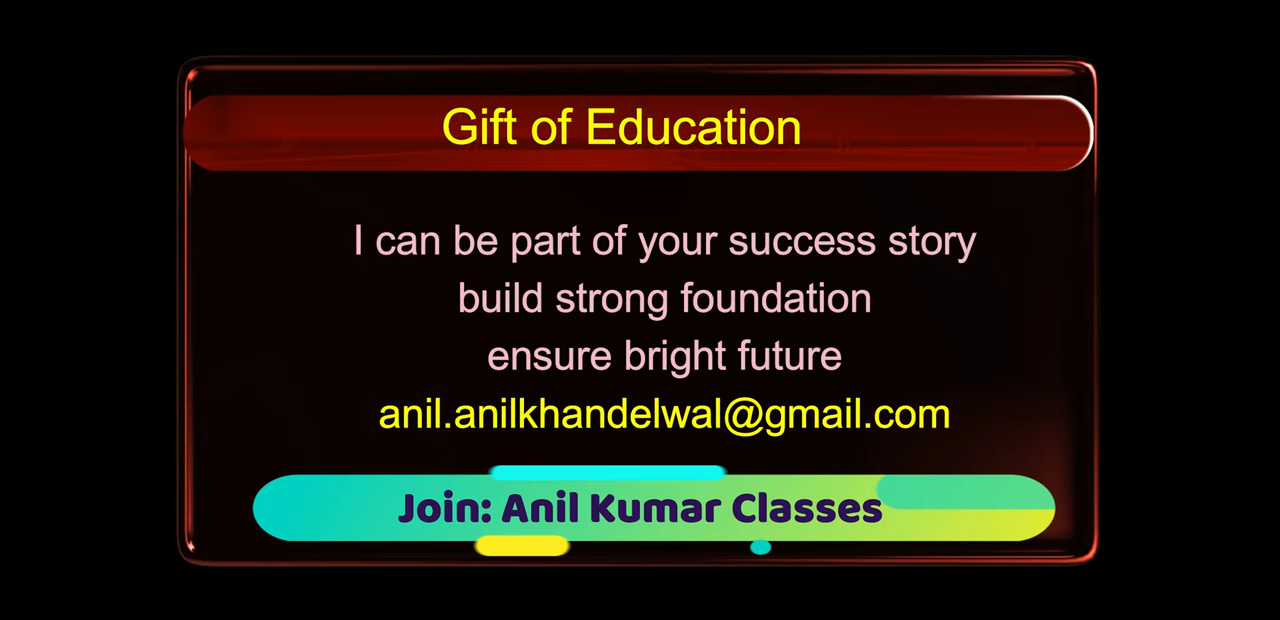 Gift of Education
I can be part of your success story
build strong foundation
ensure bright future
anil.anilkhandelwal@gmail.com
Join: Anil Kumar Classes